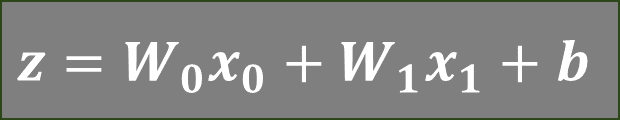 z = W₀x₀ + W₁x₁ + b